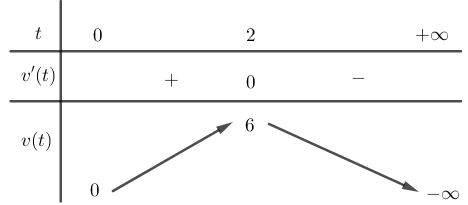 t 0 2 +∞
v′(t) + 0 −
6
v(t)
0 −∞